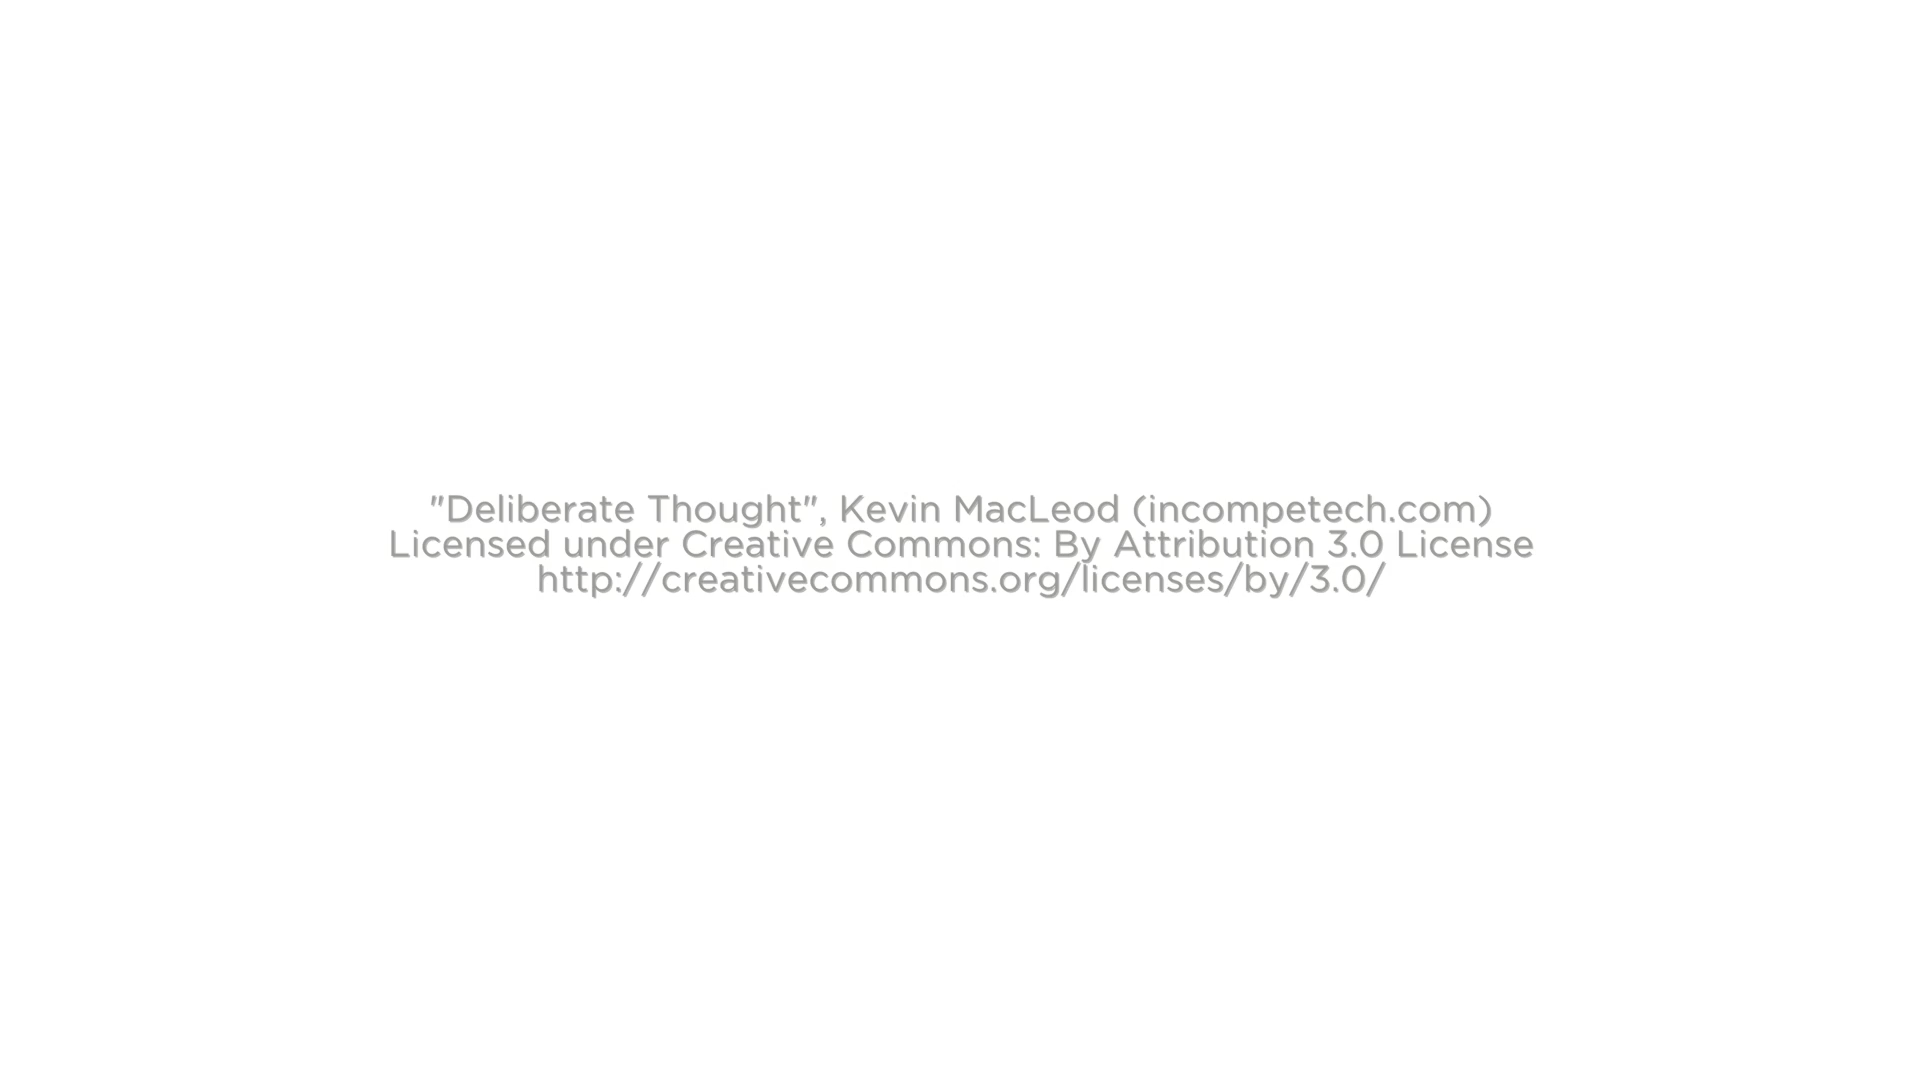 "Deliberate Thought", Kevin MacLeod (incompetech.com)
Licensed under Creative Commons: By Attribution 3.0 License
http://creativecommons.org/licenses/by/3.0/